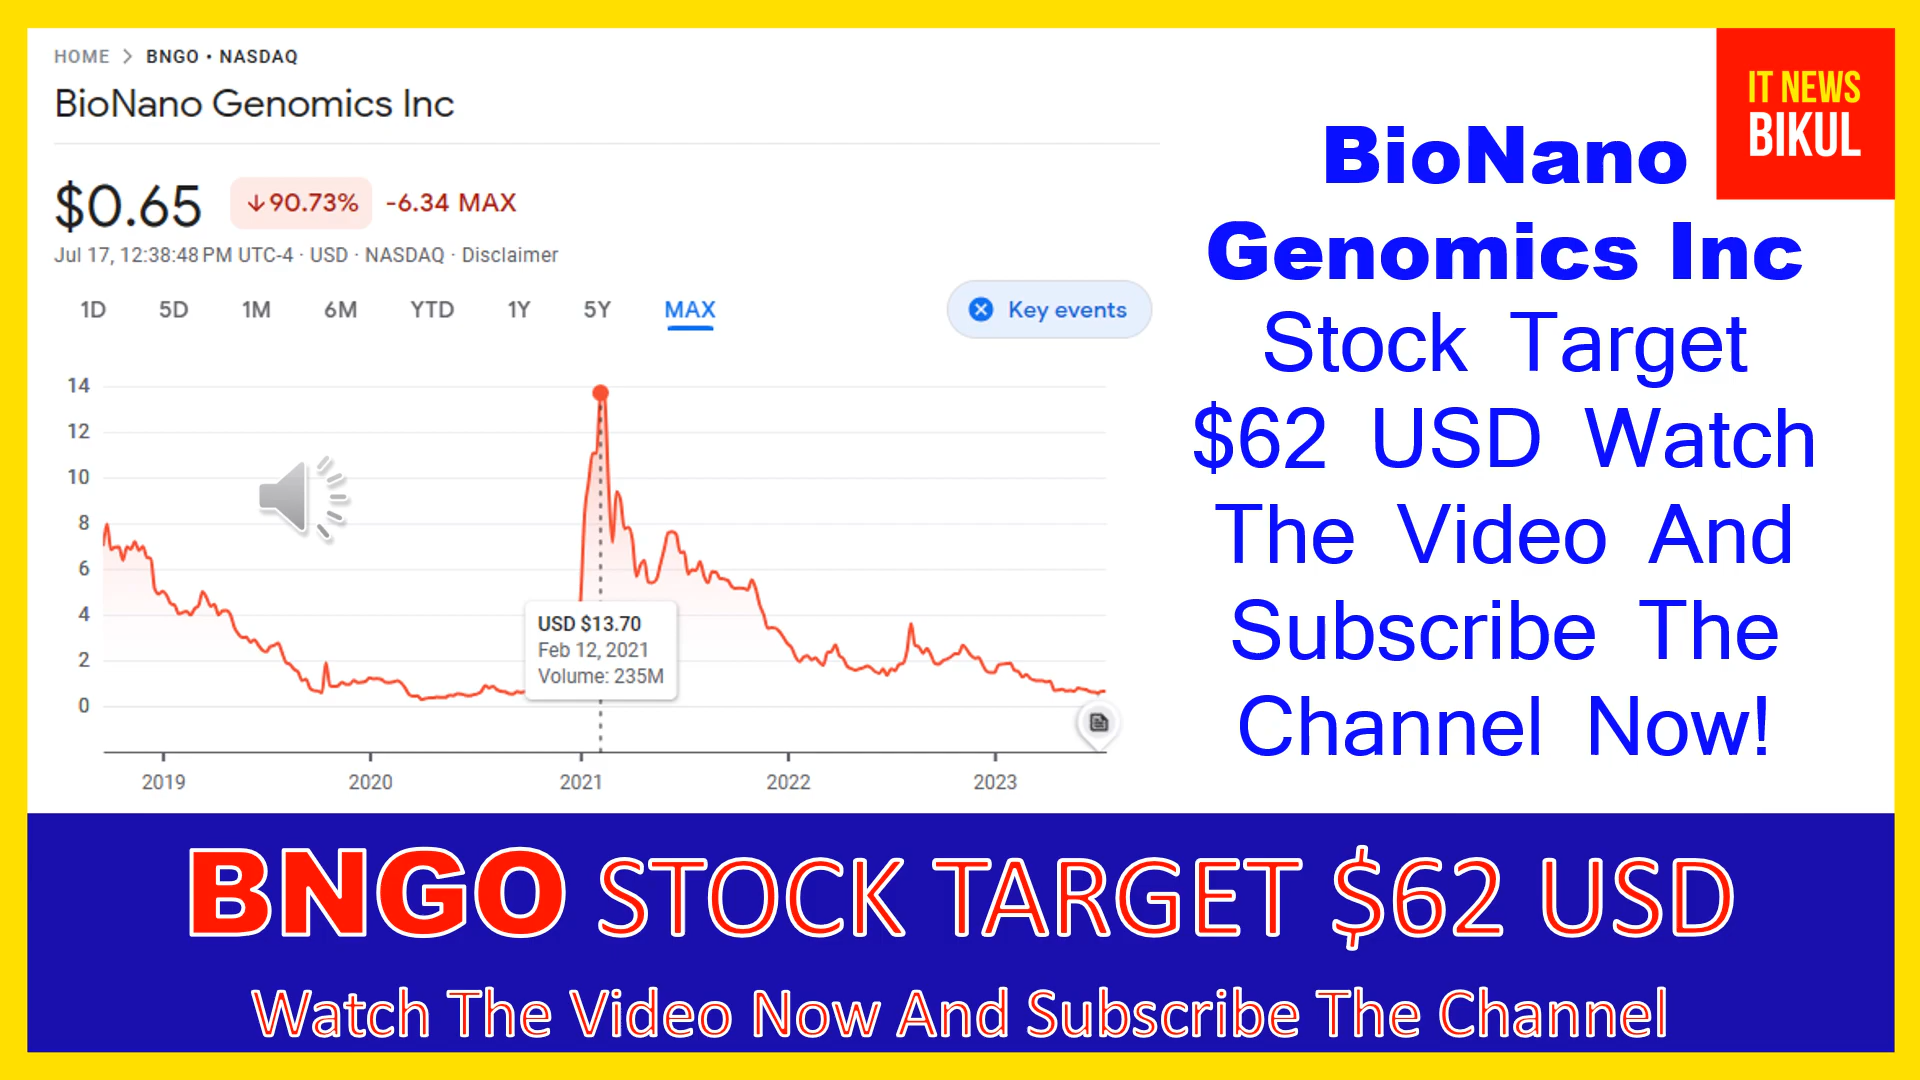 HOME > BNGO • NASDAQ
BioNano Genomics Inc
$0.65 ↓90.73% -6.34 MAX
Jul 17, 12:38:48 PM UTC-4 · USD · NASDAQ · Disclaimer
1D 5D 1M 6M YTD 1Y 5Y MAX
Key events
14
12
10
8
6
4
2
0
USD $13.70
Feb 12, 2021
Volume: 235M
2019 2020 2021 2022 2023
IT NEWS
BIKUL
BioNano
Genomics Inc
Stock Target
$62 USD Watch
The Video And
Subscribe The
Channel Now!
BNGO STOCK TARGET $62 USD
Watch The Video Now And Subscribe The Channel